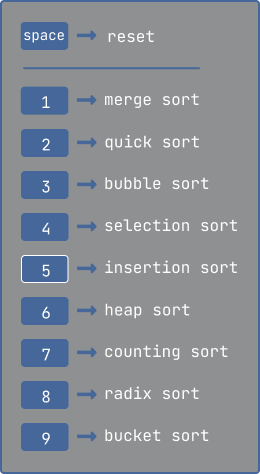 space → reset
1 → merge sort
2 → quick sort
3 → bubble sort
4 → selection sort
5 → insertion sort
6 → heap sort
7 → counting sort
8 → radix sort
9 → bucket sort